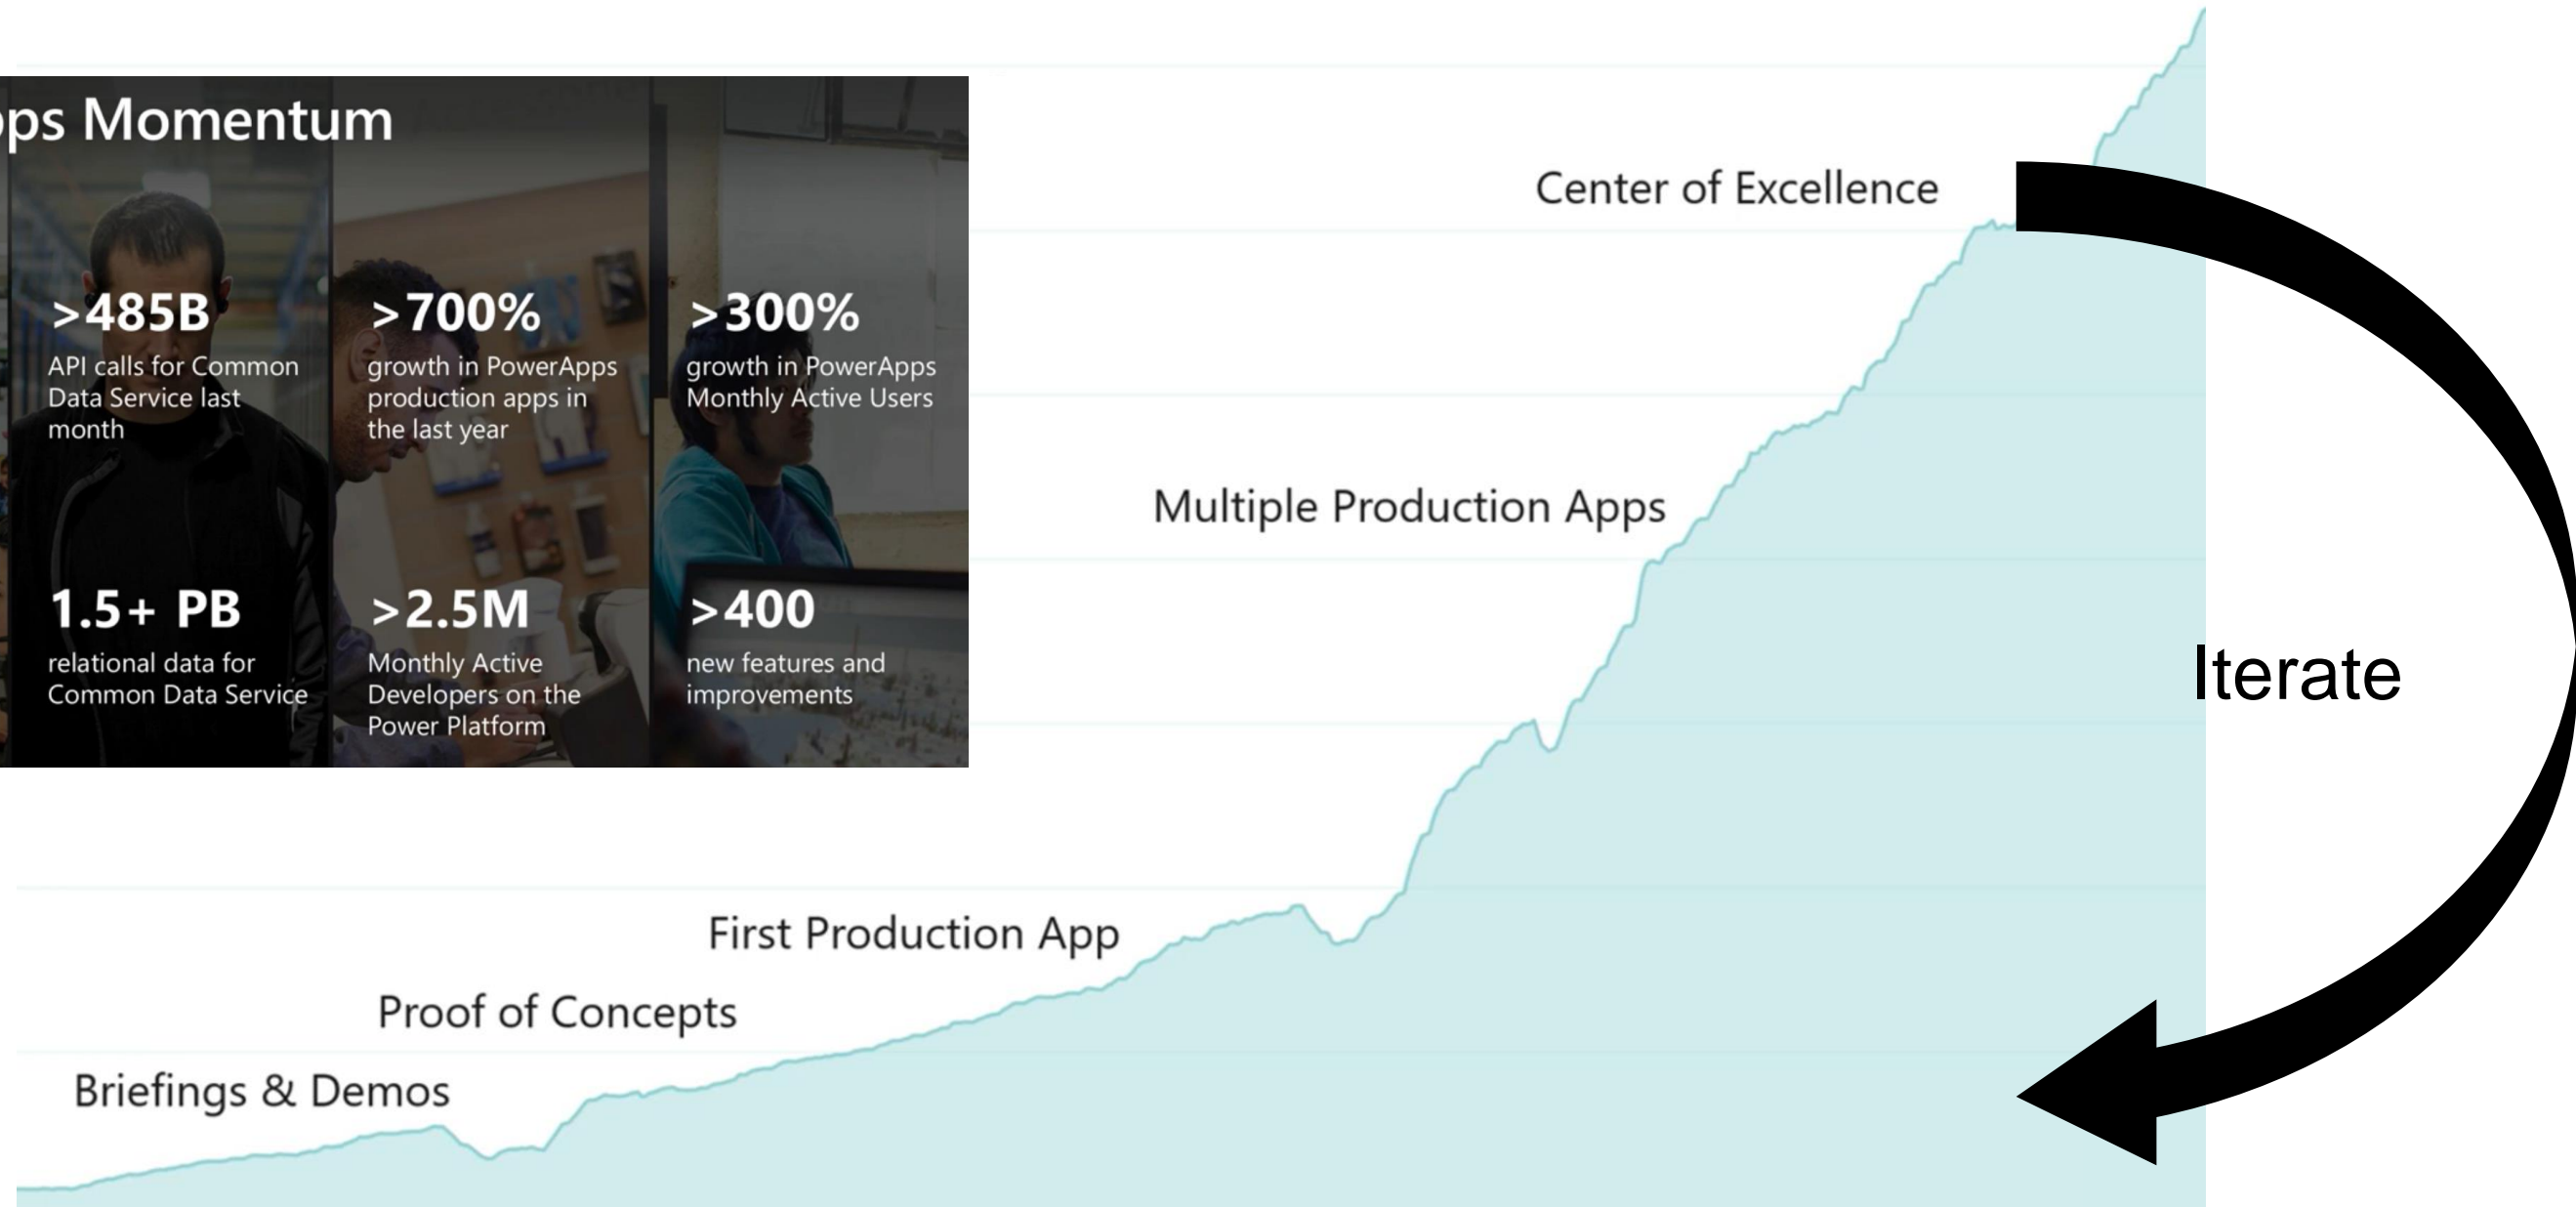 ps Momentum
>485B
API calls for Common
Data Service last
month
>700%
growth in PowerApps
production apps in
the last year
>300%
growth in PowerApps
Monthly Active Users
1.5+ PB
relational data for
Common Data Service
>2.5M
Monthly Active
Developers on the
Power Platform
>400
new features and
improvements
Center of Excellence
Multiple Production Apps
Iterate
First Production App
Proof of Concepts
Briefings & Demos